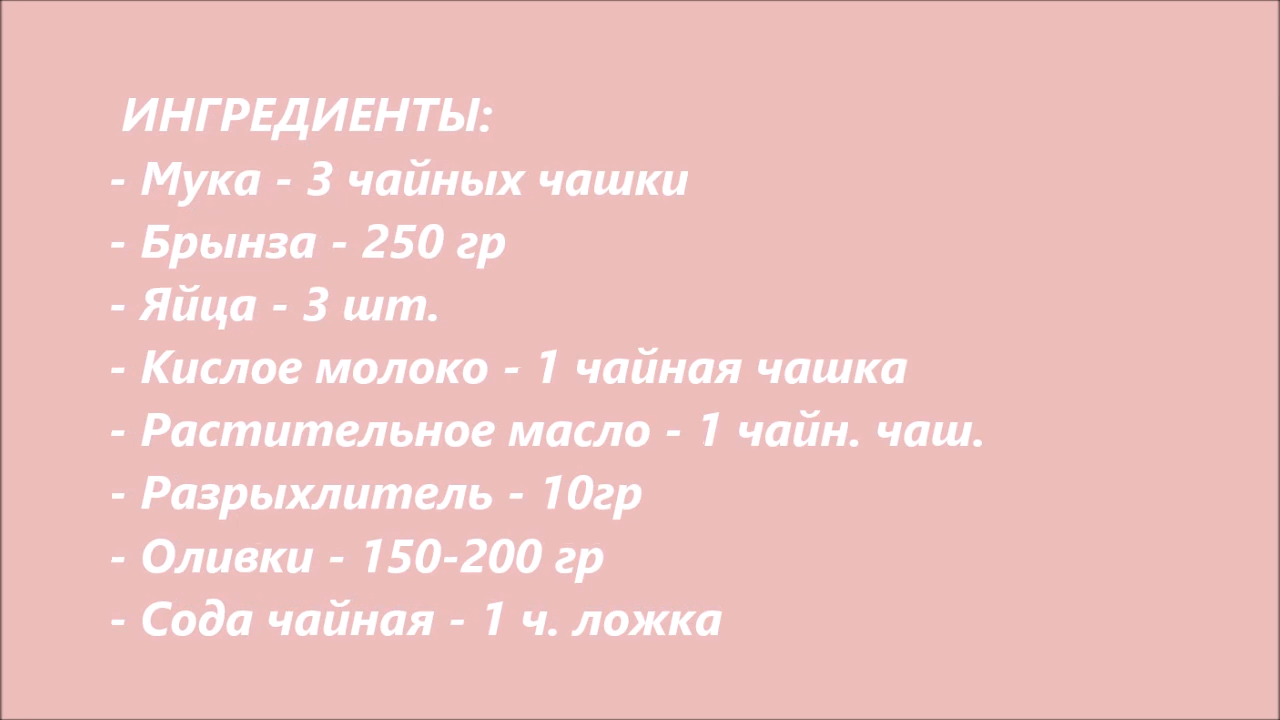 ИНГРЕДИЕНТЫ:
- Мука - 3 чайных чашки
- Брынза - 250 гр
- Яйца - 3 шт.
- Кислое молоко - 1 чайная чашка
- Растительное масло - 1 чайн. чаш.
- Разрыхлитель - 10гр
- Оливки - 150-200 гр
- Сода чайная - 1 ч. ложка